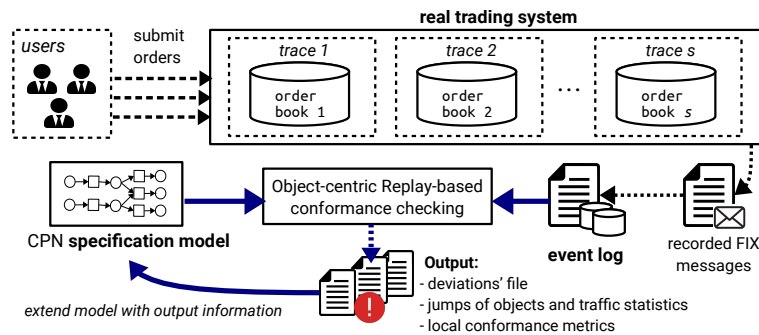 real trading system
users
submit
orders
trace 1
trace 2
trace s
order
book 1
order
book 2
...
order
book s
Object-centric Replay-based
conformance checking
CPN specification model
event log
recorded FIX
messages
Output:
- deviations' file
- jumps of objects and traffic statistics
- local conformance metrics
extend model with output information